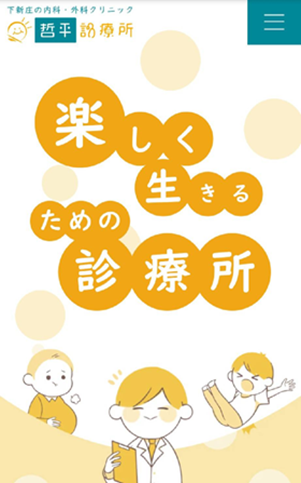 下新庄の内科・外科クリニック
哲平診療所
楽しく
生きる
ための
診療所